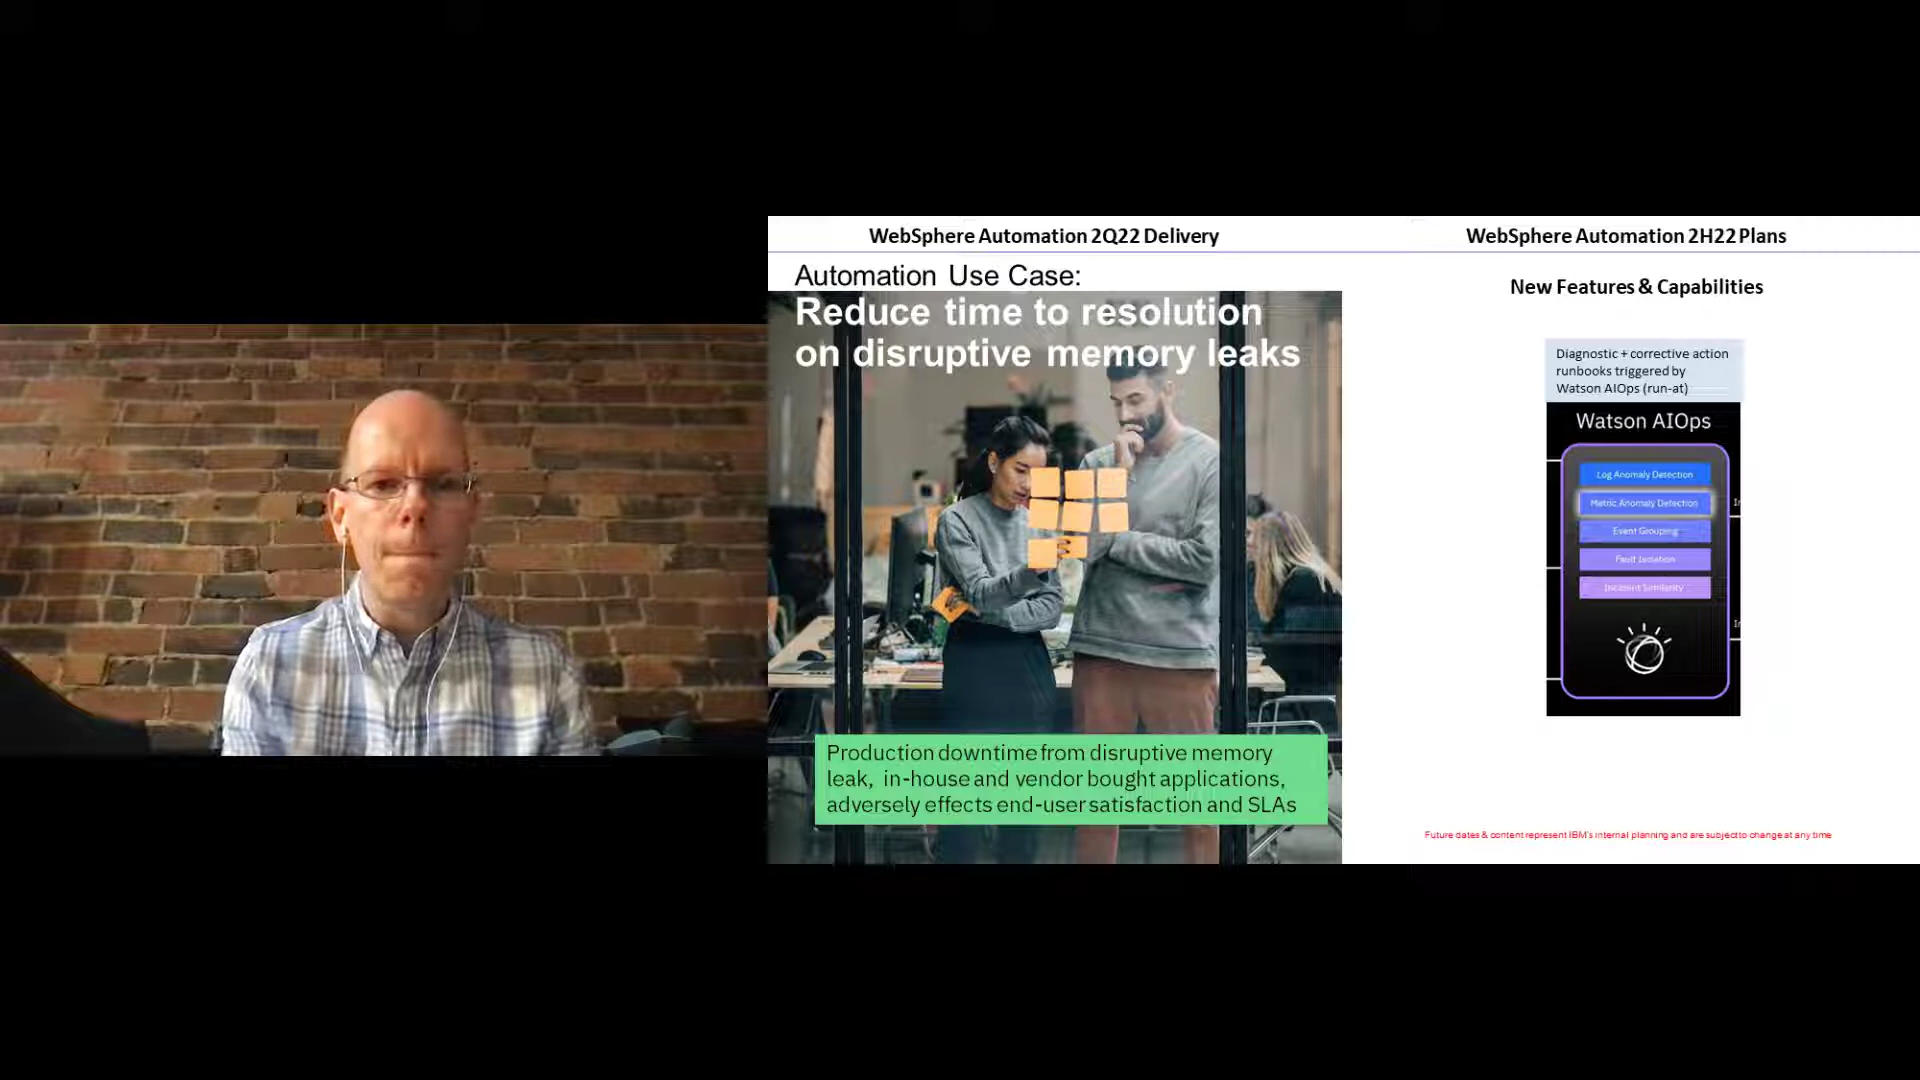 WebSphere Automation 2Q22 Delivery
Automation Use Case:
Reduce time to resolution
on disruptive memory leaks
Production downtime from disruptive memory
leak, in-house and vendor bought applications,
adversely effects end-user satisfaction and SLAs
WebSphere Automation 2H22 Plans
New Features & Capabilities
Diagnostic + corrective action
runbooks triggered by
Watson AIOps (run-at)
Watson AIOps
Log Anomaly Detection
Metric Anomaly Detection
Event Grouping
Fault Isolation
Incident Similarity
Future dates & content represent IBM's internal planning and are subject to change at any time